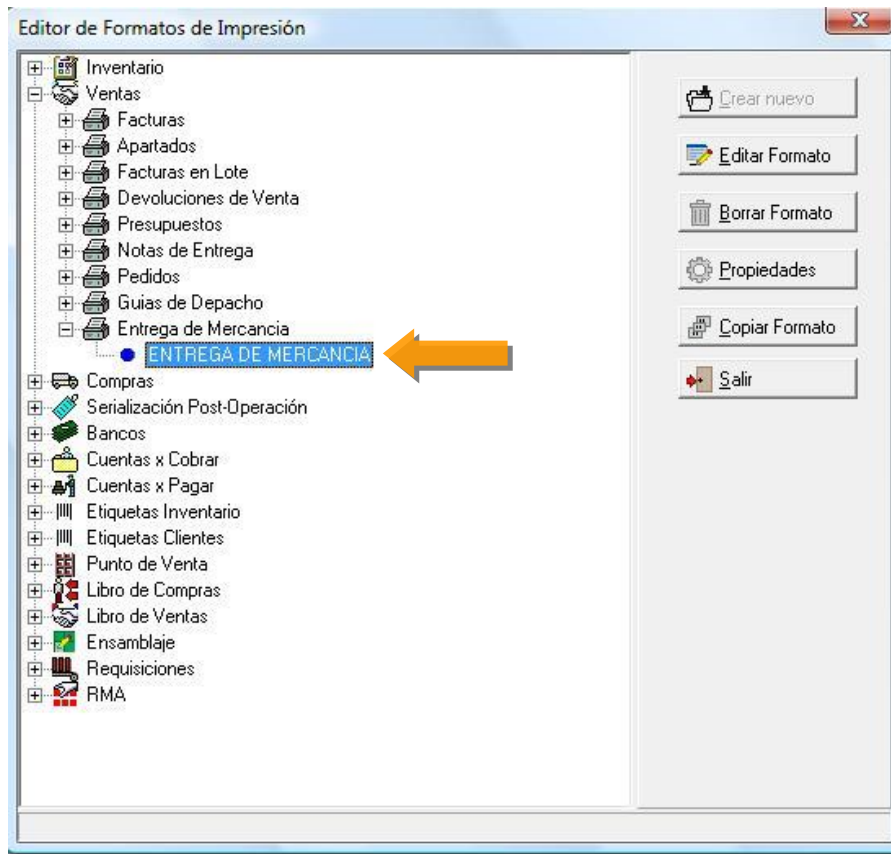 Editor de Formatos de Impresión
Inventario
Ventas
Facturas
Apartados
Facturas en Lote
Devoluciones de Venta
Presupuestos
Notas de Entrega
Pedidos
Guias de Depacho
Entrega de Mercancia
ENTREGA DE MERCANCIA
Compras
Serialización Post-Operación
Bancos
Cuentas x Cobrar
Cuentas x Pagar
Etiquetas Inventario
Etiquetas Clientes
Punto de Venta
Libro de Compras
Libro de Ventas
Ensamblaje
Requisiciones
RMA
Crear nuevo
Editar Formato
Borrar Formato
Propiedades
Copiar Formato
Salir